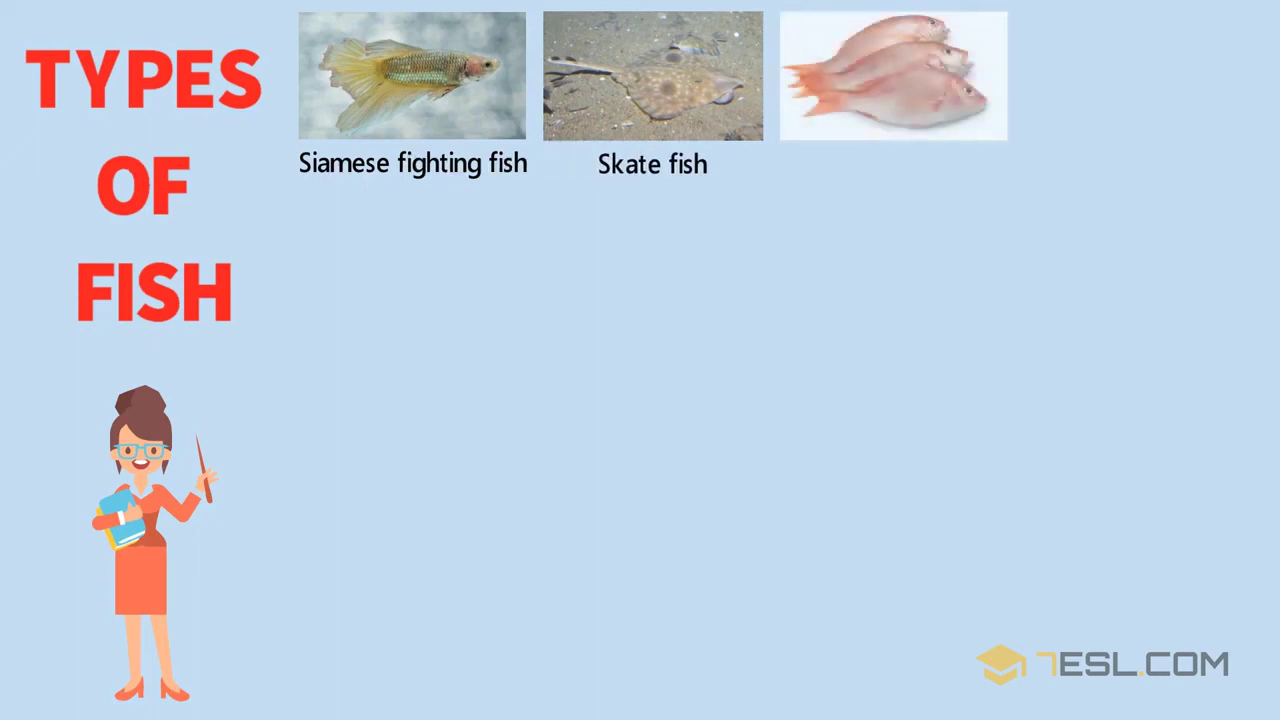 TYPES
OF
FISH
Siamese fighting fish
Skate fish
7ESL.COM